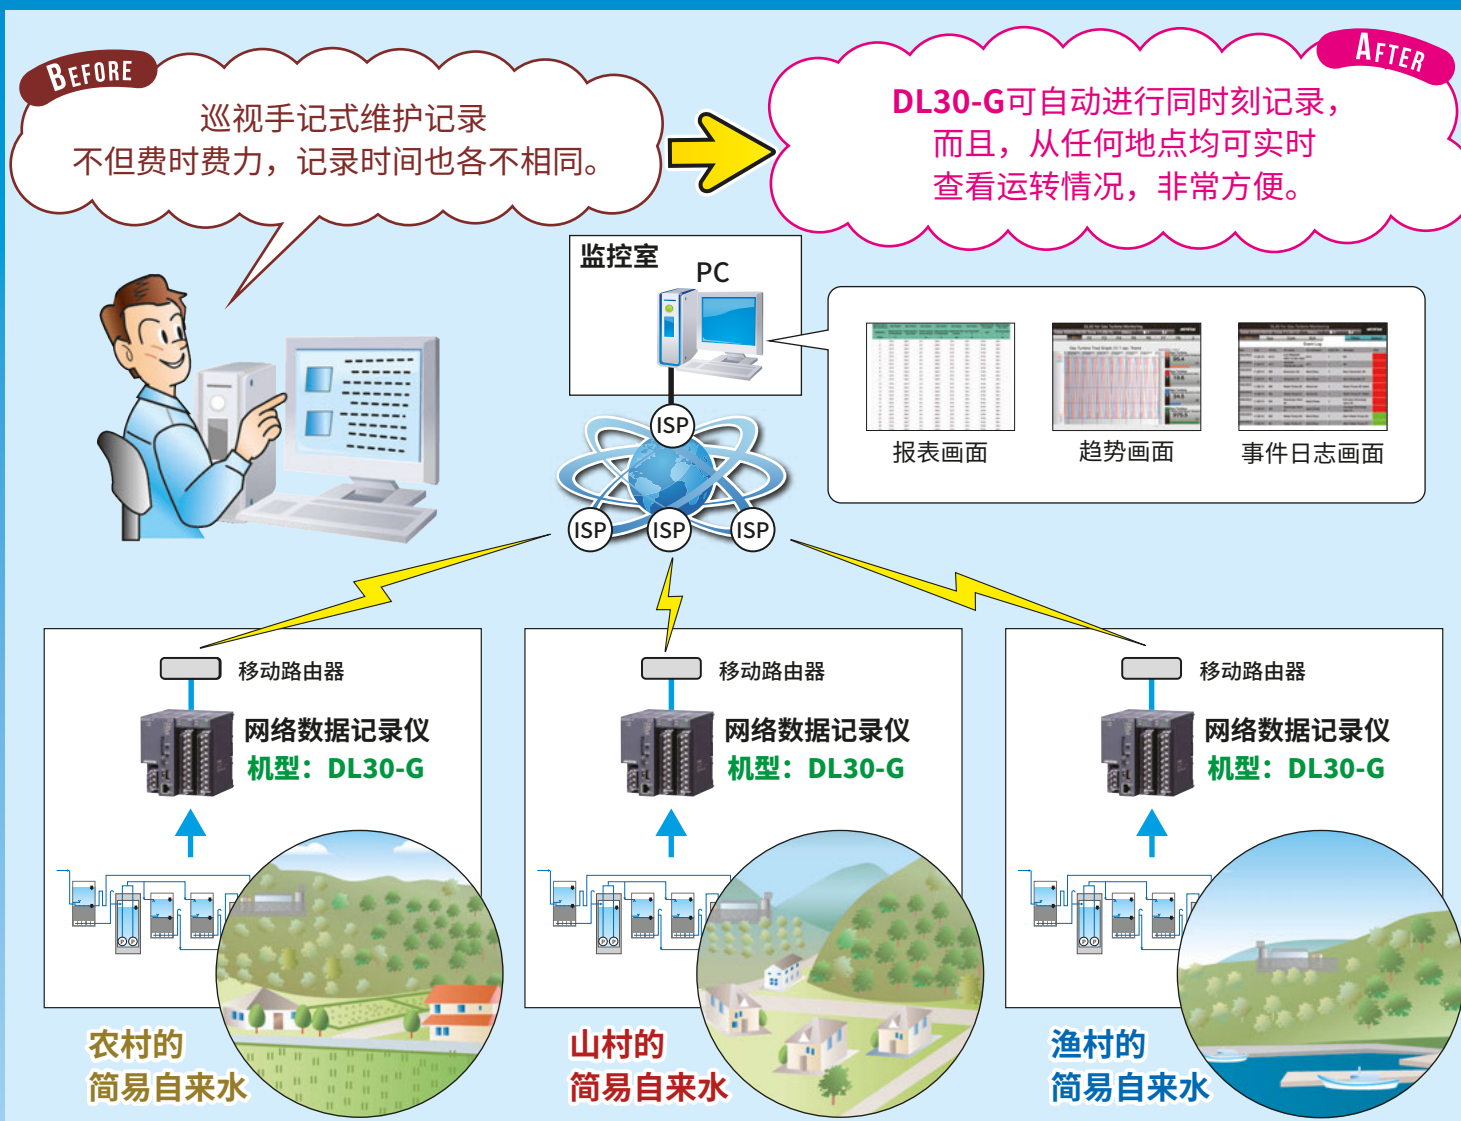 BEFORE
巡视手记式维护记录
不但费时费力，记录时间也各不相同。
AFTER
DL30-G可自动进行同时刻记录，
而且，从任何地点均可实时
查看运转情况，非常方便。
监控室
PC
报表画面
趋势画面
事件日志画面
ISP
ISP
ISP
ISP
移动路由器
网络数据记录仪
机型：DL30-G
农村的
简易自来水
移动路由器
网络数据记录仪
机型：DL30-G
山村的
简易自来水
移动路由器
网络数据记录仪
机型：DL30-G
渔村的
简易自来水